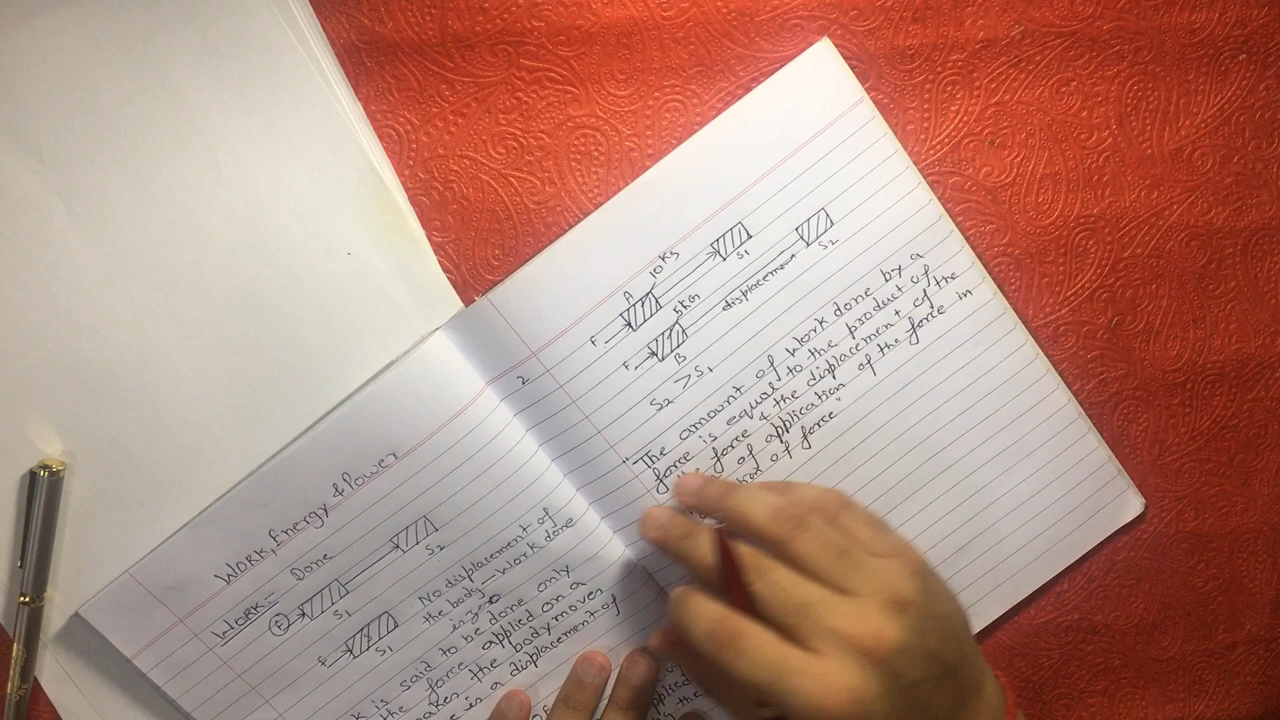 WORK, Energy & Power
WORK:-
Done
F
S1
S2
F
S1
No displacement of
the body – work done
is zero
is said to be done only
the force applied on a
makes the body moves
is a displacement of
2
A
10 kg
F
S1
5kg
F
B
displacement
S2
S2 > S1
"The amount of work done by a
force is equal to the product of
force & the displacement of the
of application of the force in
of force"